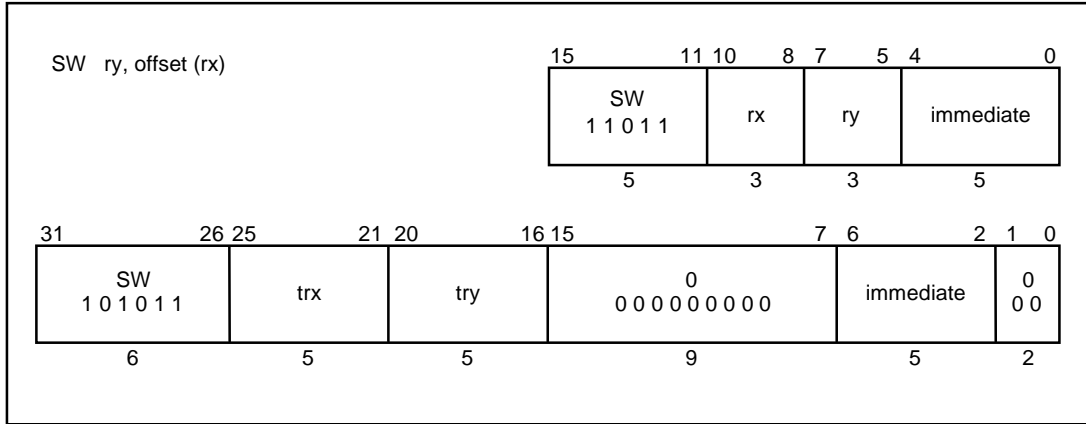 SW ry, offset (rx)
15 11 10 8 7 5 4 0
SW
1 1 0 1 1 rx ry immediate
5 3 3 5
31 26 25 21 20 16 15 7 6 2 1 0
SW 0 0
1 0 1 0 1 1 trx try 0 0 0 0 0 0 0 0 0 immediate 0 0
6 5 5 9 5 2